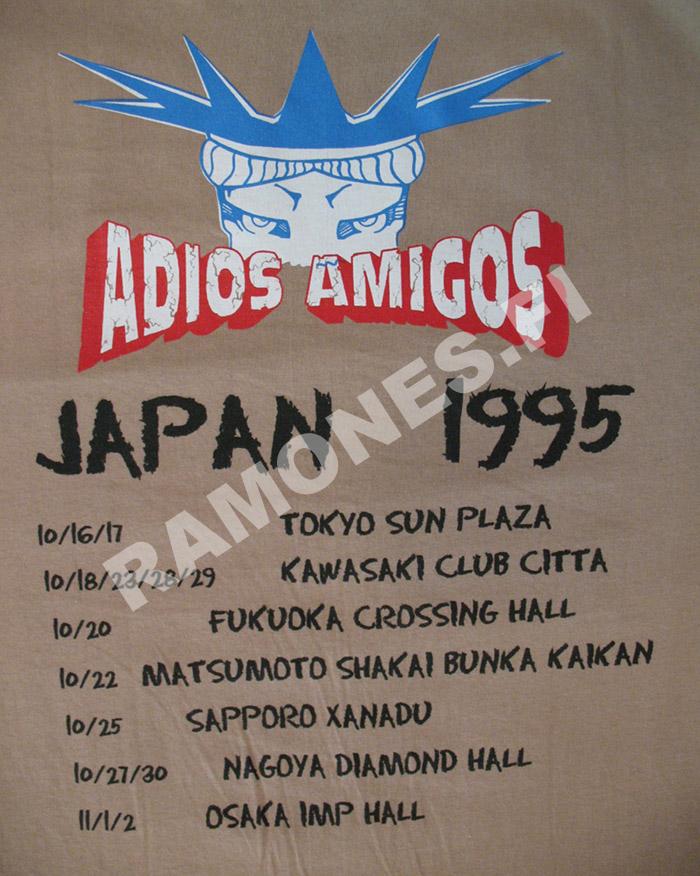 ADIOS AMIGOS
JAPAN 1995
10/16/17 TOKYO SUN PLAZA
10/18/23/28/29 KAWASAKI CLUB CITTA
10/20 FUKUOKA CROSSING HALL
10/22 MATSUMOTO SHAKAI BUNKA KAIKAN
10/25 SAPPORO XANADU
10/27/30 NAGOYA DIAMOND HALL
11/1/2 OSAKA IMP HALL
RAMONES.FI